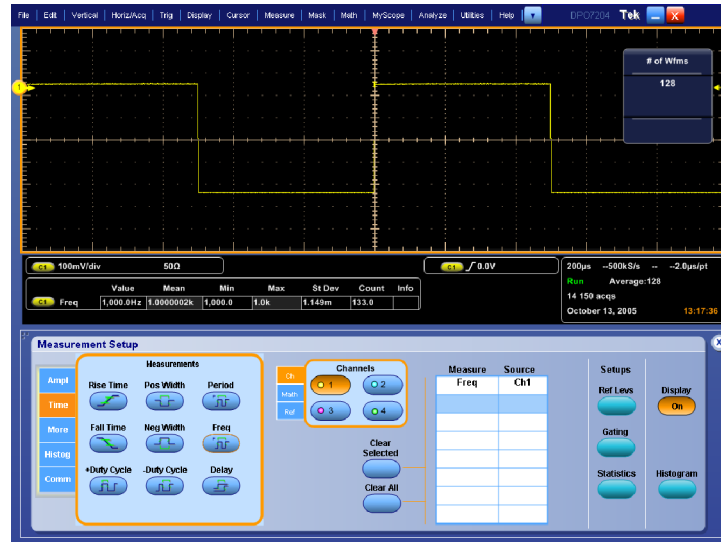 File Edit Vertical Horiz/Acq Trig Display Cursor Measure Mask Math MyScope Analyze Utilities Help DPO7204 Tek X
# of Wfms
128
1
C1 100mV/div 50Ω C1 0.0V 200µs 500kS/s 2.0µs/pt
Run Average:128
14 150 acqs
October 13, 2005 13:17:36
Value Mean Min Max St Dev Count Info
C1 Freq 1,000.0Hz 1.0000002k 1,000.0 1.0k 1.149m 133.0
Measurement Setup X
Ampl
Time
More
Histog
Comm
Measurements
Rise Time Pos Width Period
Fall Time Neg Width Freq
+Duty Cycle -Duty Cycle Delay
Ch
Math
Ref
Channels
1 2
3 4
Clear
Selected
Clear All
Measure Source
Freq Ch1
Setups
Ref Levs
Gating
Statistics
Display
On
Histogram